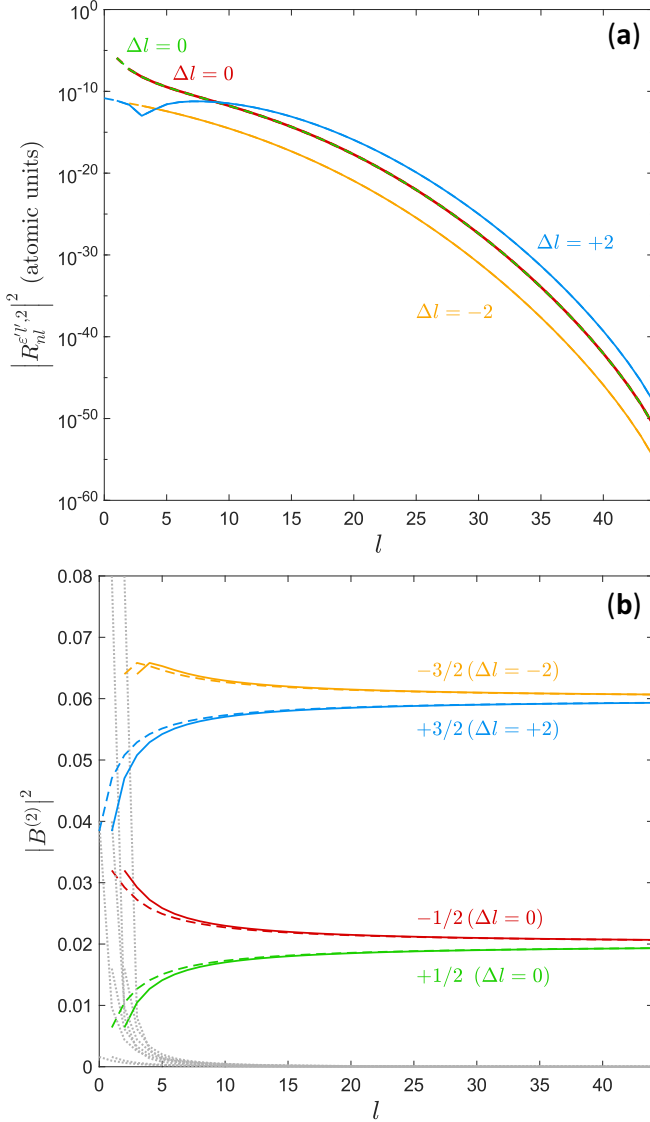 (a)
10^0
10^{-10}
10^{-20}
10^{-30}
10^{-40}
10^{-50}
10^{-60}
|R_{nl}^{ε′l′,2}|^2 (atomic units)
Δl = 0
Δl = 0
Δl = +2
Δl = −2
0 5 10 15 20 25 30 35 40
l
(b)
0.08
0.07
0.06
0.05
0.04
0.03
0.02
0.01
0
|B^{(2)}|^2
−3/2 (Δl = −2)
+3/2 (Δl = +2)
−1/2 (Δl = 0)
+1/2 (Δl = 0)
0 5 10 15 20 25 30 35 40
l